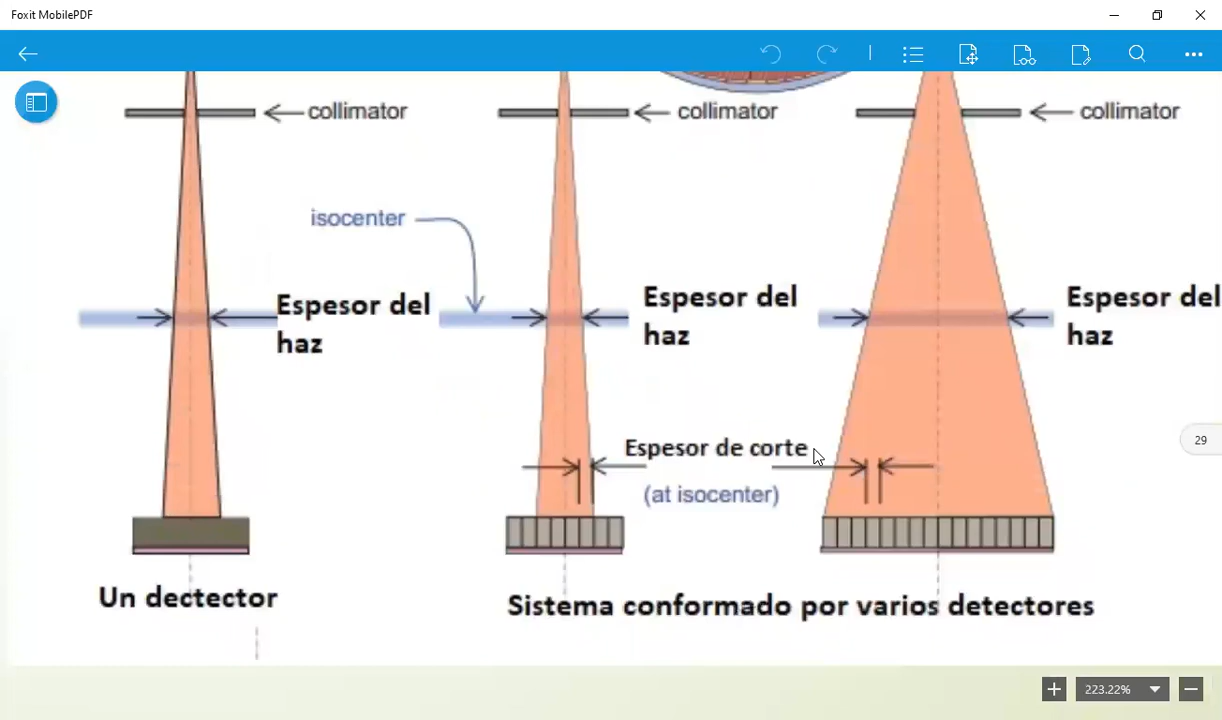 Foxit MobilePDF
collimator
collimator
collimator
isocenter
Espesor del
haz
Espesor del
haz
Espesor del
haz
Espesor de corte
(at isocenter)
29
Un dectector
Sistema conformado por varios detectores
223.22%